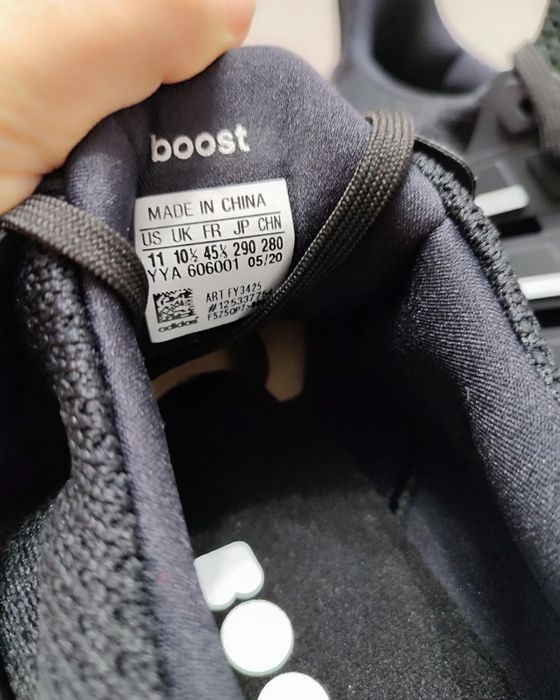 boost
MADE IN CHINA
US UK FR JP CHN
11 10½ 45⅓ 290 280
YYA 606001 05/20
ART FY3425
adidas